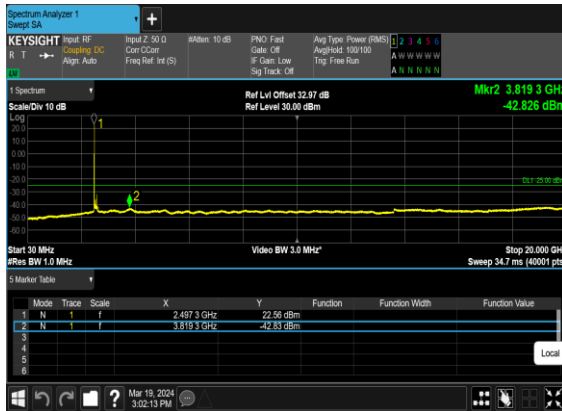 Spectrum Analyzer 1
Swept SA
+
KEYSIGHT Input: RF Input Z: 50 Ω #Atten: 10 dB PNO: Fast Avg Type: Power (RMS) 1 2 3 4 5 6
R T Coupling: DC Corr CCorr Gate: Off Avg|Hold: 100/100 A W W W W W
Align: Auto Freq Ref: Int (S) IF Gain: Low Trig: Free Run
LXI Sig Track: Off A N N N N N
1 Spectrum Ref Lvl Offset 32.97 dB Mkr2 3.819 3 GHz
Scale/Div 10 dB Ref Level 30.00 dBm -42.826 dBm
Log
20.0 1
10.0
0.00
-10.0
-20.0 DL1 -25.00 dBm
-30.0
-40.0 2
-50.0
-60.0
Start 30 MHz Video BW 3.0 MHz* Stop 20.000 GHz
#Res BW 1.0 MHz Sweep 34.7 ms (40001 pts)
5 Marker Table
Mode Trace Scale X Y Function Function Width Function Value
1 N 1 f 2.497 3 GHz 22.56 dBm
2 N 1 f 3.819 3 GHz -42.83 dBm
3
4
5
6
Local
? Mar 19, 2024
3:02:13 PM